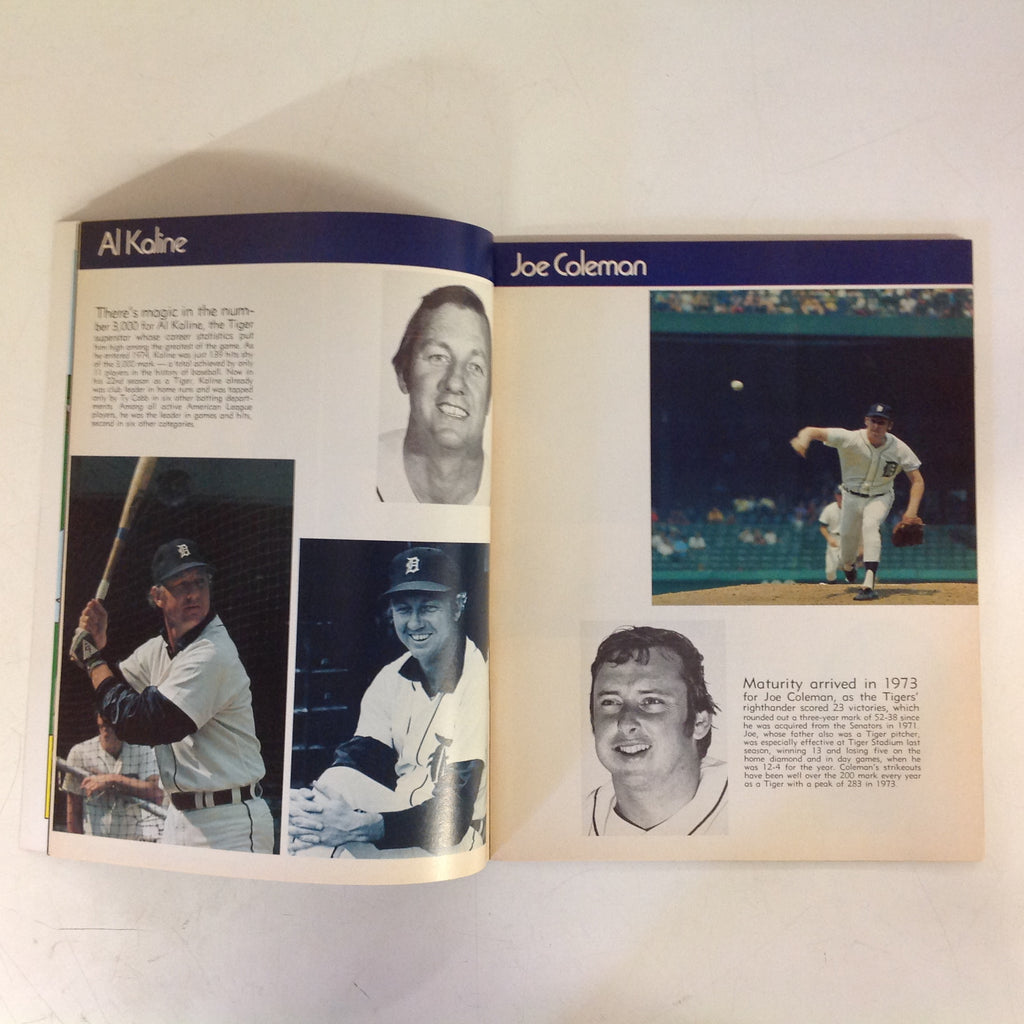 Al Kaline
There's magic in the num-
ber 3,000 for Al Kaline, the Tiger
superstar whose career statistics put
him high among the greatest of the game. As
he entered 1974, Kaline was just 139 hits shy
of the 3,000 mark — a total achieved by only
11 players in the history of baseball. Now in
his 22nd season as a Tiger, Kaline already
was club leader in home runs and was topped
only by Ty Cobb in six other batting depart-
ments. Among all active American League
players, he was the leader in games and hits,
second in six other categories.
Joe Coleman
Maturity arrived in 1973
for Joe Coleman, as the Tigers'
righthander scored 23 victories, which
rounded out a three-year mark of 52-38 since
he was acquired from the Senators in 1971.
Joe, whose father also was a Tiger pitcher,
was especially effective at Tiger Stadium last
season, winning 13 and losing five on the
home diamond and in day games, when he
was 12-4 for the year. Coleman's strikeouts
have been well over the 200 mark every year
as a Tiger with a peak of 283 in 1973.